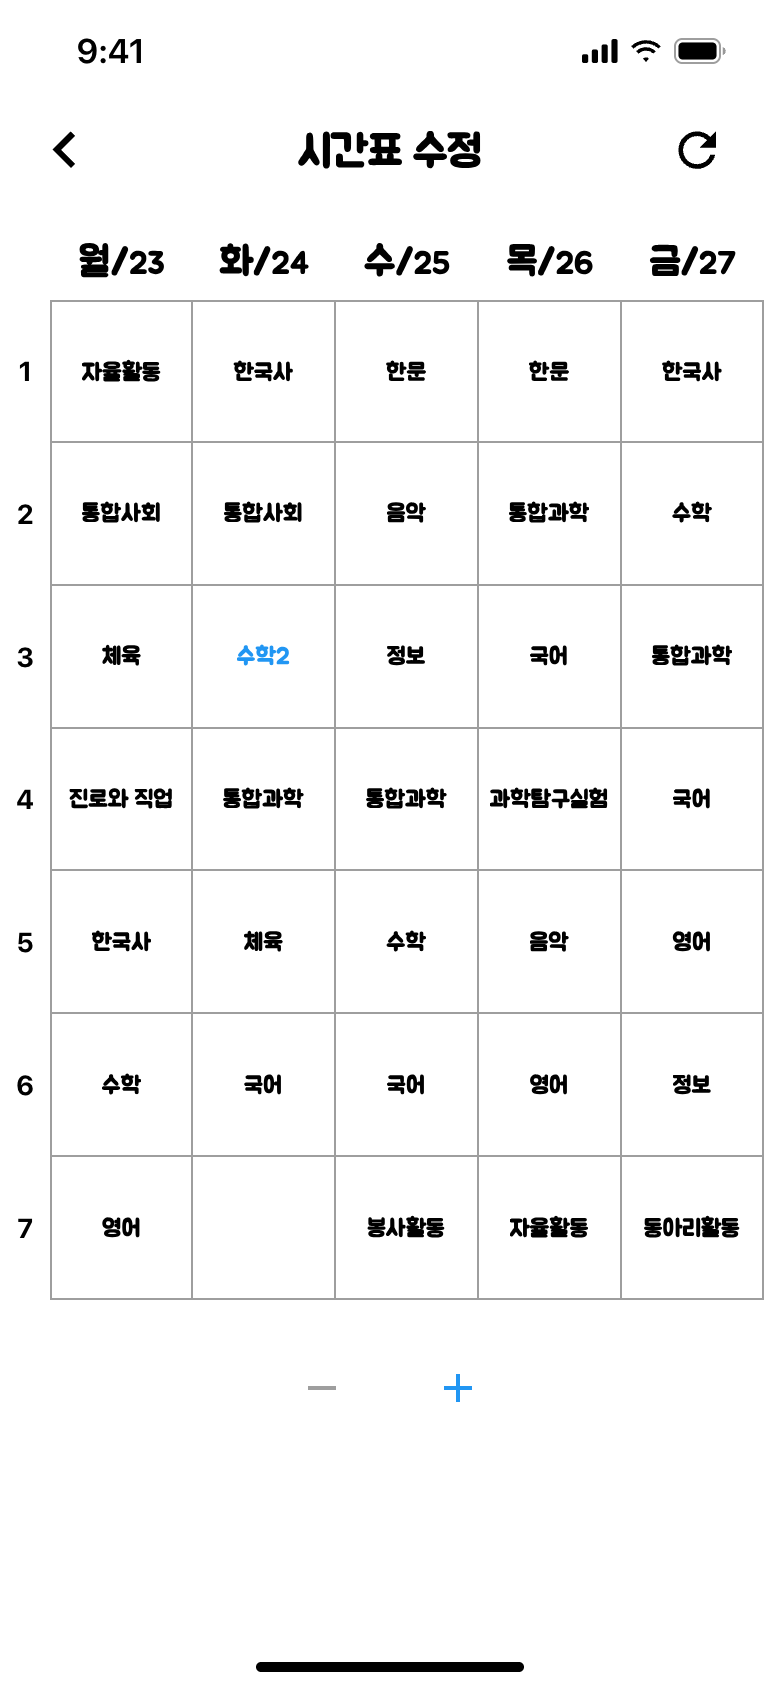 9:41
시간표 수정
월/23 화/24 수/25 목/26 금/27
1 자율활동 한국사 한문 한문 한국사
2 통합사회 통합사회 음악 통합과학 수학
3 체육 수학2 정보 국어 통합과학
4 진로와 직업 통합과학 통합과학 과학탐구실험 국어
5 한국사 체육 수학 음악 영어
6 수학 국어 국어 영어 정보
7 영어 봉사활동 자율활동 동아리활동